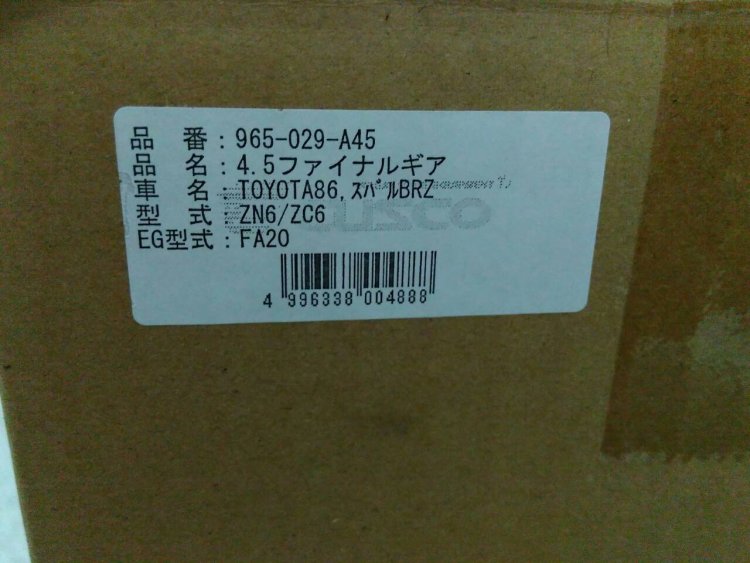 品 番：965-029-A45
品 名：4.5ファイナルギア
車 名：TOYOTA86,ｽﾊﾞﾙBRZ
型 式：ZN6/ZC6
CUSCO
EG型式：FA20
4 996338 004888